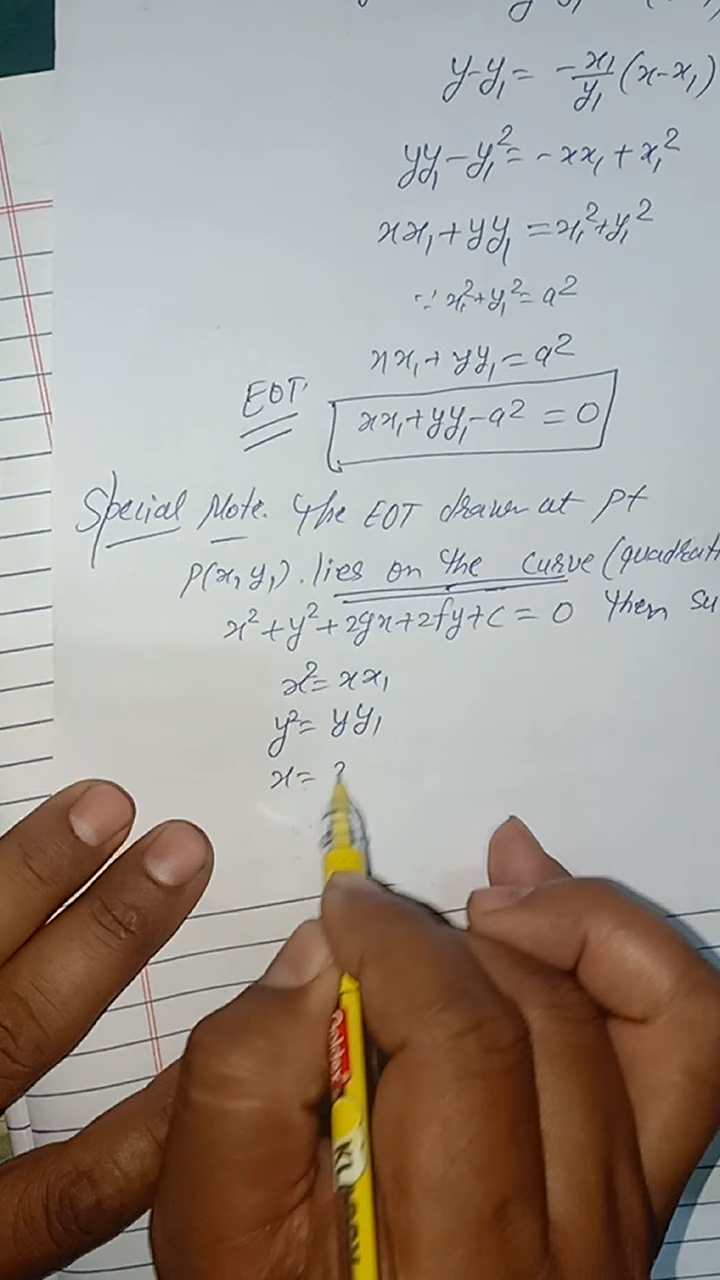 y-y₁ = -x₁/y₁ (x-x₁)
yy₁ - y₁² = -xx₁ + x₁²
xx₁ + yy₁ = x₁² + y₁²
∵ x₁² + y₁² = a²
xx₁ + yy₁ = a²
EOT xx₁ + yy₁ - a² = 0
Special Note. The EOT drawn at pt
P(x₁ y₁). lies on the curve (quadrati
x² + y² + 2gx + 2fy + c = 0 then su
x² = xx₁
y² = yy₁
x =